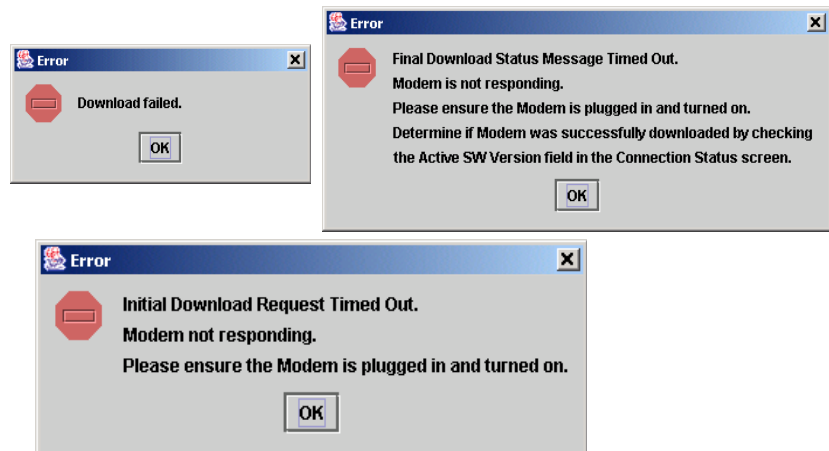 Error
Download failed.
OK
Error
Final Download Status Message Timed Out.
Modem is not responding.
Please ensure the Modem is plugged in and turned on.
Determine if Modem was successfully downloaded by checking
the Active SW Version field in the Connection Status screen.
OK
Error
Initial Download Request Timed Out.
Modem not responding.
Please ensure the Modem is plugged in and turned on.
OK